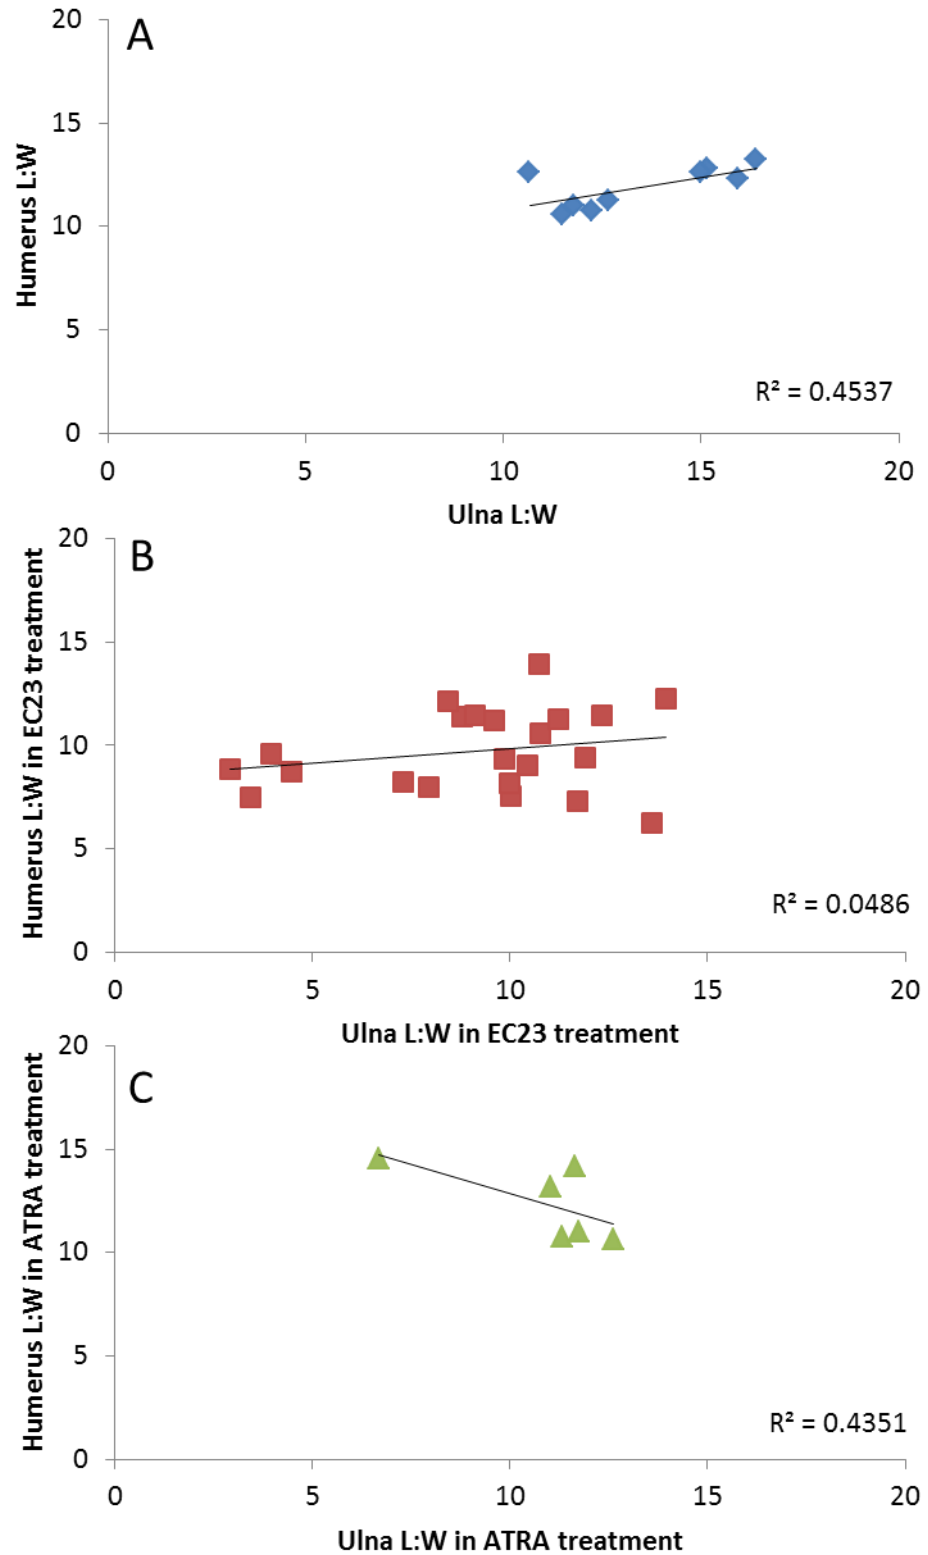 A
20
15
10
5
0
Humerus L:W
R² = 0.4537
0 5 10 15 20
Ulna L:W
B
20
15
10
5
0
Humerus L:W in EC23 treatment
R² = 0.0486
0 5 10 15 20
Ulna L:W in EC23 treatment
C
20
15
10
5
0
Humerus L:W in ATRA treatment
R² = 0.4351
0 5 10 15 20
Ulna L:W in ATRA treatment